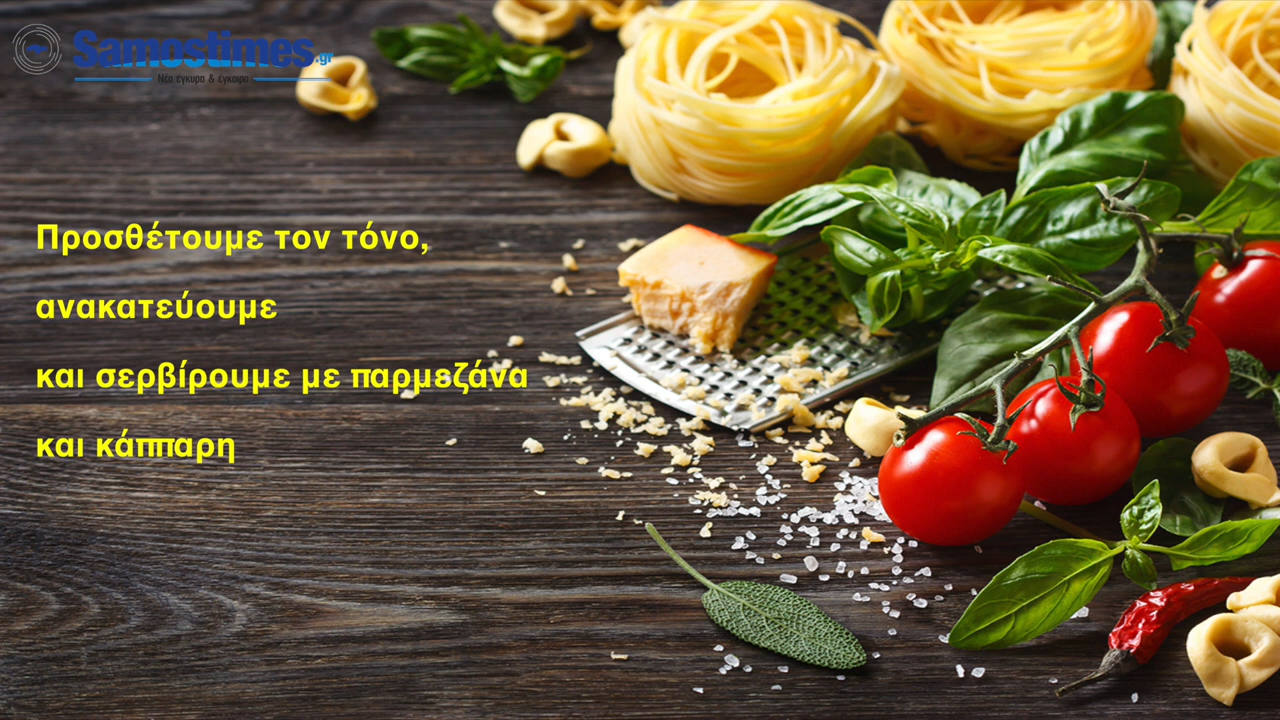 Samostimes.gr
Νέα έγκυρα & έγκαιρα
Προσθέτουμε τον τόνο,
ανακατεύουμε
και σερβίρουμε με παρμεζάνα
και κάππαρη